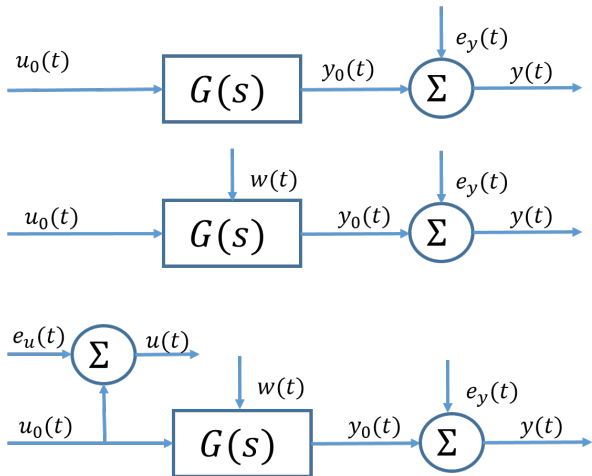 e_y(t)
u_0(t) G(s) y_0(t) Σ y(t)
w(t) e_y(t)
u_0(t) G(s) y_0(t) Σ y(t)
e_u(t) Σ u(t)
w(t) e_y(t)
u_0(t) G(s) y_0(t) Σ y(t)